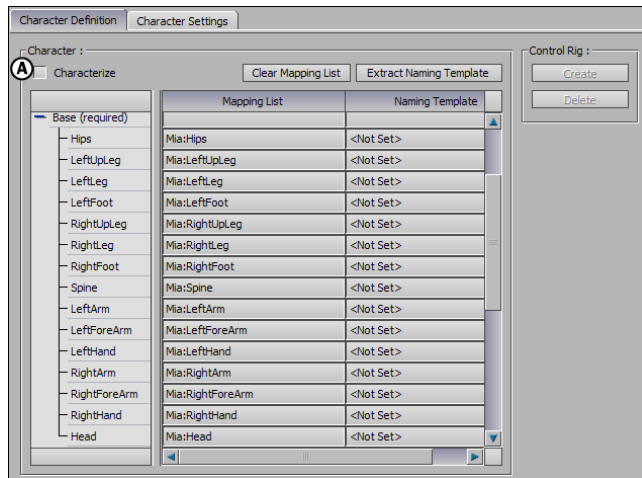 Character Definition Character Settings
Character : Control Rig :
A Characterize Clear Mapping List Extract Naming Template Create
Mapping List Naming Template Delete
Base (required)
Hips Mia:Hips <Not Set>
LeftUpLeg Mia:LeftUpLeg <Not Set>
LeftLeg Mia:LeftLeg <Not Set>
LeftFoot Mia:LeftFoot <Not Set>
RightUpLeg Mia:RightUpLeg <Not Set>
RightLeg Mia:RightLeg <Not Set>
RightFoot Mia:RightFoot <Not Set>
Spine Mia:Spine <Not Set>
LeftArm Mia:LeftArm <Not Set>
LeftForeArm Mia:LeftForeArm <Not Set>
LeftHand Mia:LeftHand <Not Set>
RightArm Mia:RightArm <Not Set>
RightForeArm Mia:RightForeArm <Not Set>
RightHand Mia:RightHand <Not Set>
Head Mia:Head <Not Set>